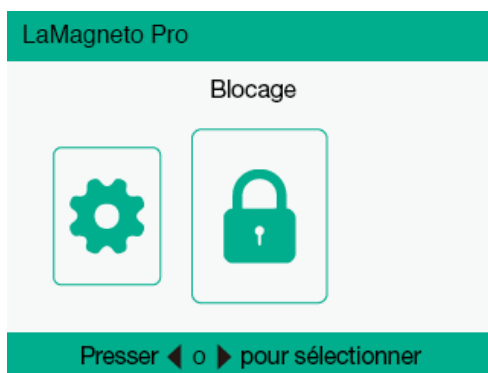 LaMagneto Pro
Blocage
Presser ◀ o ▶ pour sélectionner